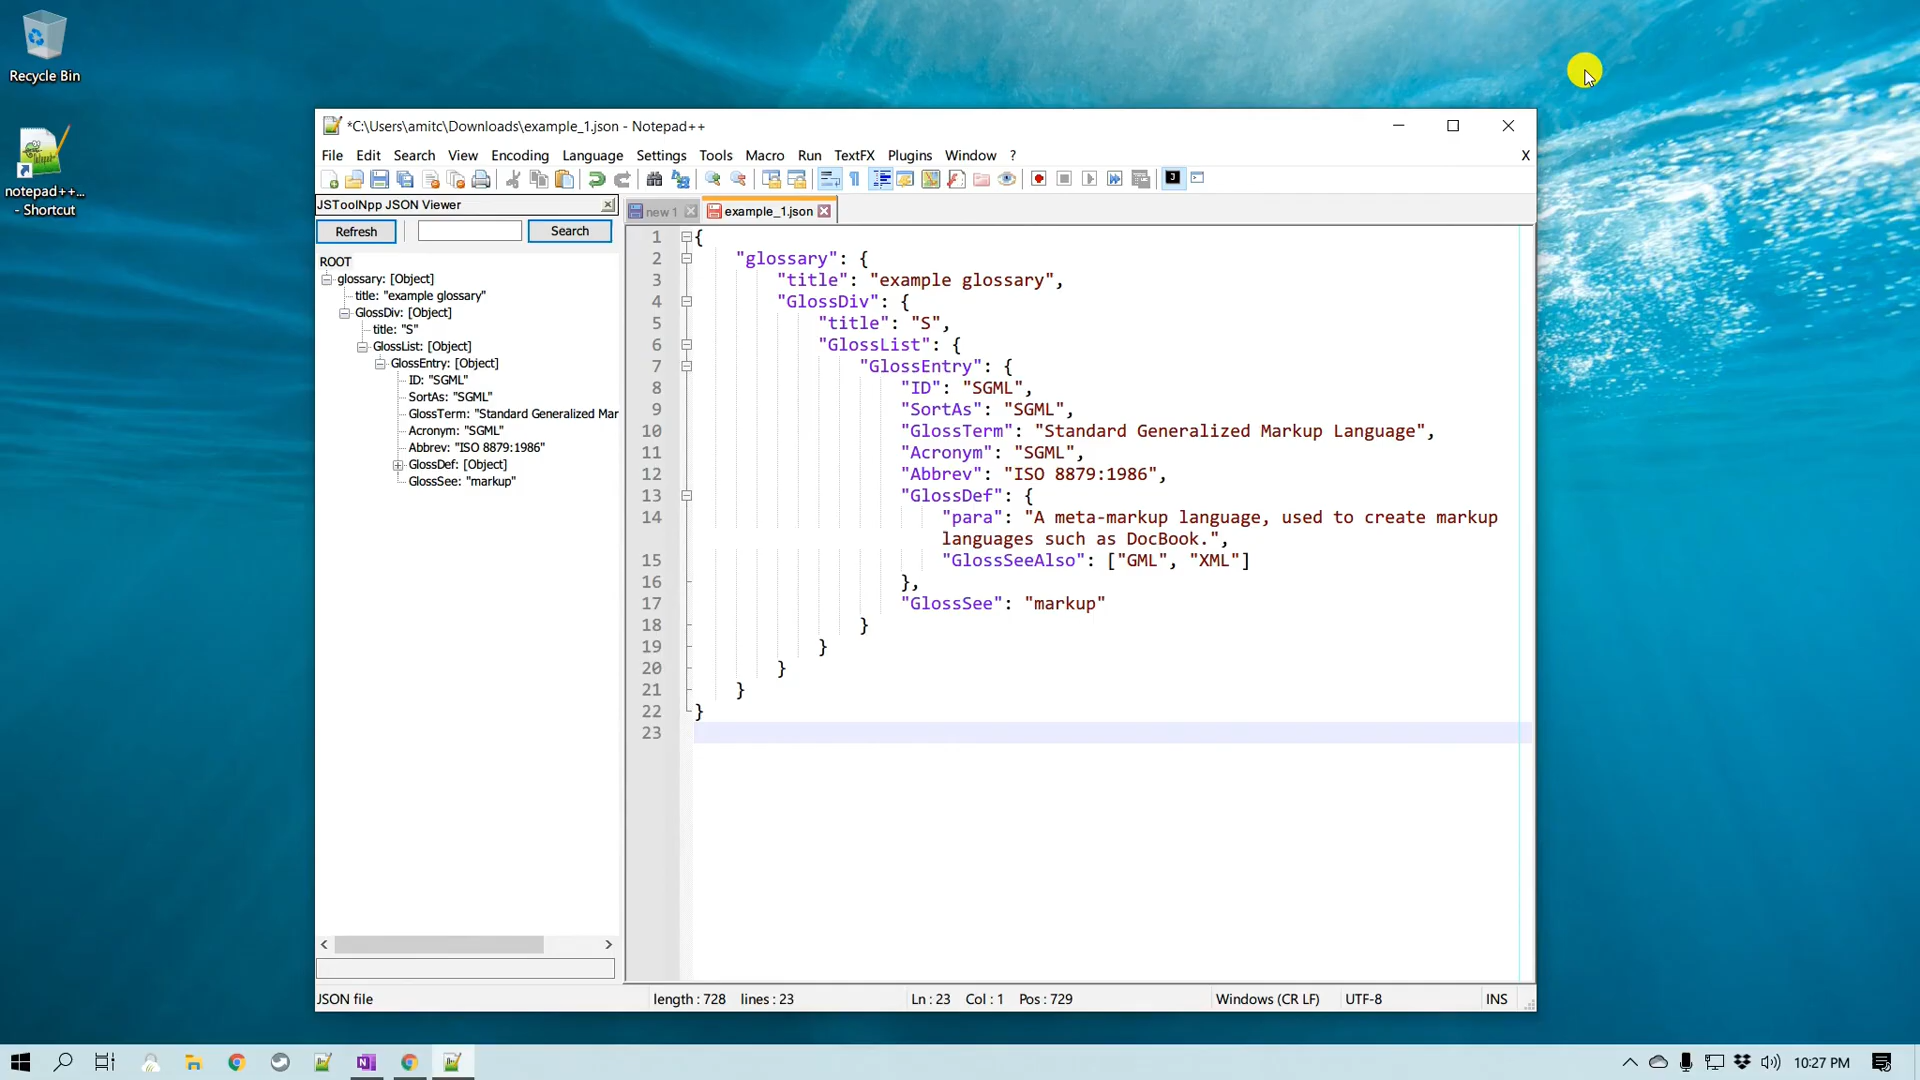 Recycle Bin
notepad++...
- Shortcut
*C:\Users\amitc\Downloads\example_1.json - Notepad++
File Edit Search View Encoding Language Settings Tools Macro Run TextFX Plugins Window ? X
JSToolNpp JSON Viewer
Refresh Search
ROOT
glossary: [Object]
title: "example glossary"
GlossDiv: [Object]
title: "S"
GlossList: [Object]
GlossEntry: [Object]
ID: "SGML"
SortAs: "SGML"
GlossTerm: "Standard Generalized Mar
Acronym: "SGML"
Abbrev: "ISO 8879:1986"
GlossDef: [Object]
GlossSee: "markup"
new 1 example_1.json
1 {
2 "glossary": {
3 "title": "example glossary",
4 "GlossDiv": {
5 "title": "S",
6 "GlossList": {
7 "GlossEntry": {
8 "ID": "SGML",
9 "SortAs": "SGML",
10 "GlossTerm": "Standard Generalized Markup Language",
11 "Acronym": "SGML",
12 "Abbrev": "ISO 8879:1986",
13 "GlossDef": {
14 "para": "A meta-markup language, used to create markup
languages such as DocBook.",
15 "GlossSeeAlso": ["GML", "XML"]
16 },
17 "GlossSee": "markup"
18 }
19 }
20 }
21 }
22 }
23
JSON file length : 728 lines : 23 Ln : 23 Col : 1 Pos : 729 Windows (CR LF) UTF-8 INS
10:27 PM